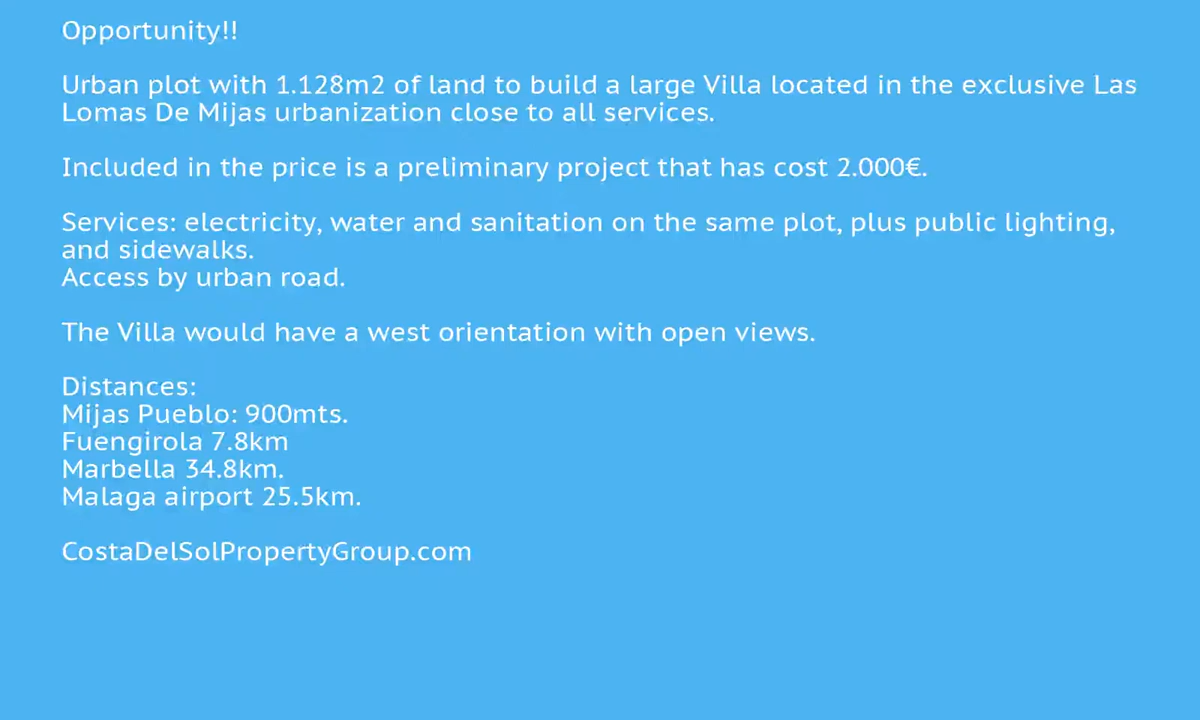 Opportunity!!
Urban plot with 1.128m2 of land to build a large Villa located in the exclusive Las
Lomas De Mijas urbanization close to all services.
Included in the price is a preliminary project that has cost 2.000€.
Services: electricity, water and sanitation on the same plot, plus public lighting,
and sidewalks.
Access by urban road.
The Villa would have a west orientation with open views.
Distances:
Mijas Pueblo: 900mts.
Fuengirola 7.8km
Marbella 34.8km.
Malaga airport 25.5km.
CostaDelSolPropertyGroup.com